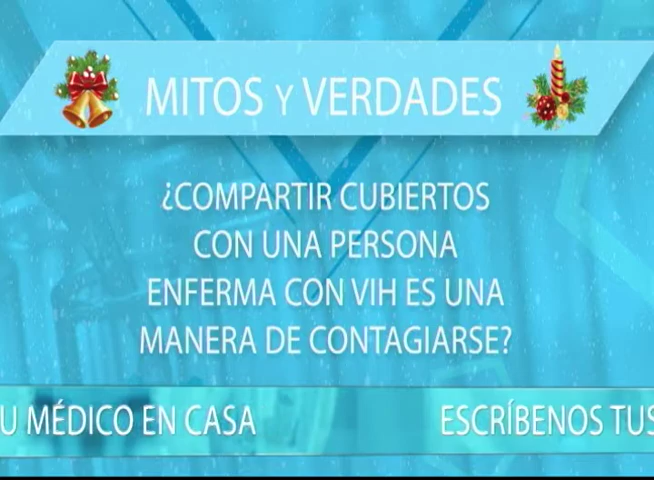 MITOS Y VERDADES
¿COMPARTIR CUBIERTOS
CON UNA PERSONA
ENFERMA CON VIH ES UNA
MANERA DE CONTAGIARSE?
U MÉDICO EN CASA ESCRÍBENOS TUS